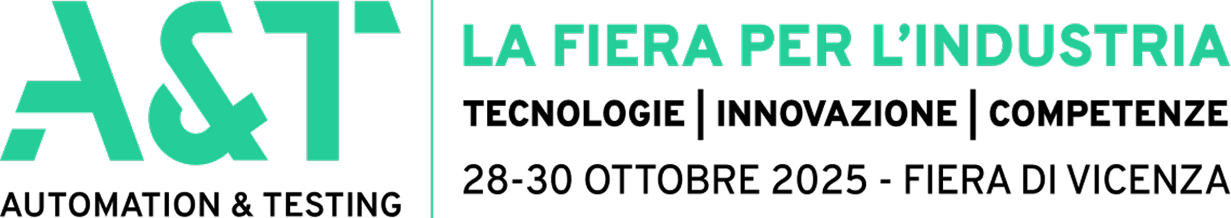 A&T
AUTOMATION & TESTING
LA FIERA PER L'INDUSTRIA
TECNOLOGIE | INNOVAZIONE | COMPETENZE
28-30 OTTOBRE 2025 - FIERA DI VICENZA